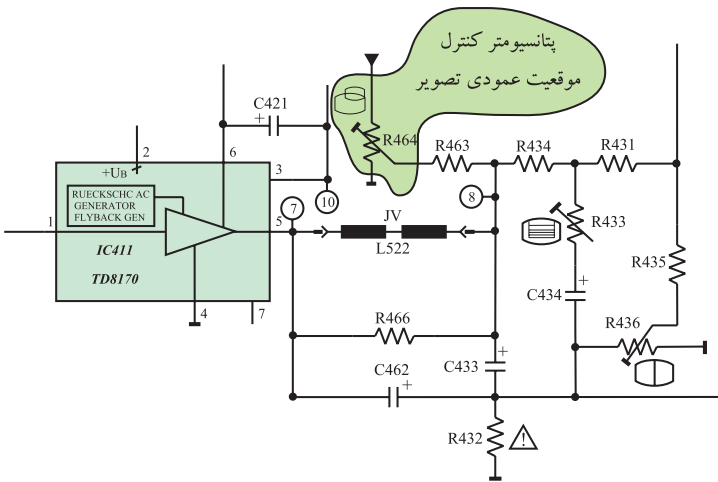 پتانسیومتر کنترل
موقعیت عمودی تصویر
C421
+
R464
R463
R434
R431
2
6
3
+UB
RUECKSCHC AC
GENERATOR
FLYBACK GEN
10
8
7
1
5
JV
L522
R433
IC411
TD8170
R435
C434
+
4
7
R466
R436
C462
+
C433
+
R432
!